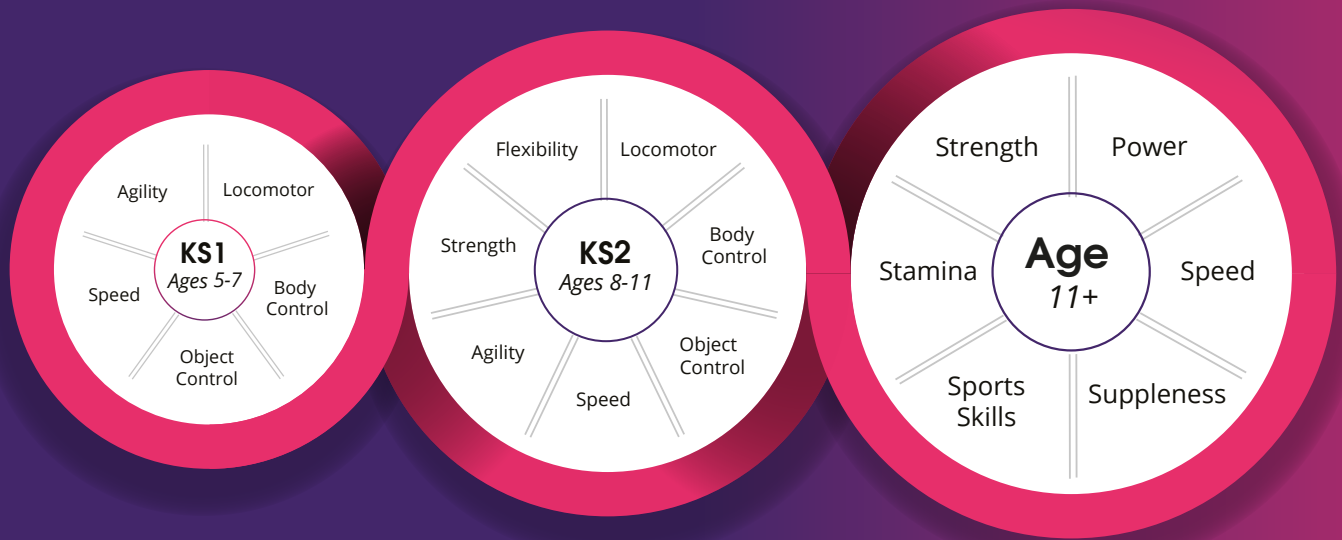 Agility
Locomotor
KS1
Ages 5-7
Speed
Body
Control
Object
Control
Flexibility
Locomotor
Strength
KS2
Ages 8-11
Body
Control
Agility
Object
Control
Speed
Strength
Power
Stamina
Age
11+
Speed
Sports
Skills
Suppleness